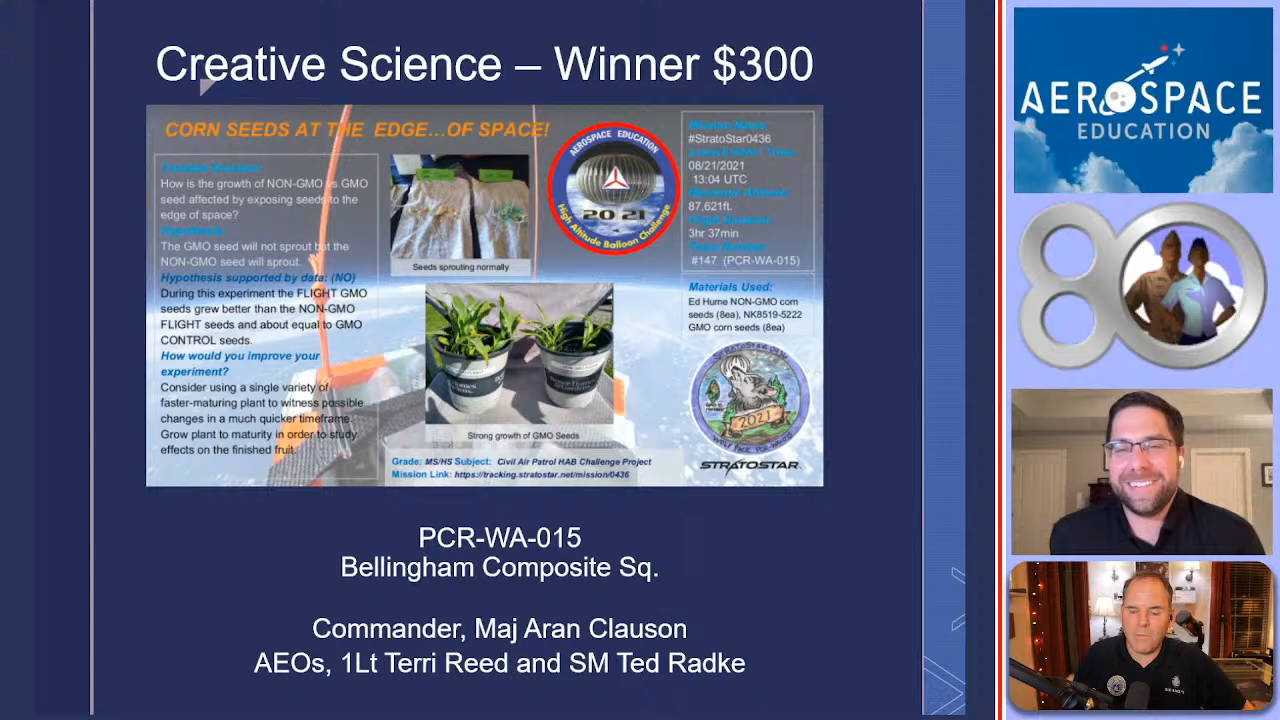 Creative Science – Winner $300
CORN SEEDS AT THE EDGE…OF SPACE!
How is the growth of NON-GMO vs GMO
seed affected by exposing seeds to the
edge of space?
Hypothesis:
The GMO seed will not sprout but the
NON-GMO seed will sprout.
Hypothesis supported by data: (NO)
During this experiment the FLIGHT GMO
seeds grew better than the NON-GMO
FLIGHT seeds and about equal to GMO
CONTROL seeds.
How would you improve your
experiment?
Consider using a single variety of
faster-maturing plant to witness possible
changes in a much quicker timeframe.
Grow plant to maturity in order to study
effects on the finished fruit.
Seeds sprouting normally
Strong growth of GMO Seeds
Grade: MS/HS Subject: Civil Air Patrol HAB Challenge Project
Mission Link: https://tracking.stratostar.net/mission/0436
AEROSPACE EDUCATION
2021
High Altitude Balloon Challenge
Mission Name:
#StratoStar0436
Launch Date / Time:
08/21/2021
13:04 UTC
Maximum Altitude:
87,621ft.
Flight Duration:
3hr 37min
Team Number:
#147 (PCR-WA-015)
Materials Used:
Ed Hume NON-GMO corn
seeds (8ea), NK8519-5222
GMO corn seeds (8ea)
2021
STRATOSTAR
PCR-WA-015
Bellingham Composite Sq.
Commander, Maj Aran Clauson
AEOs, 1Lt Terri Reed and SM Ted Radke
AEROSPACE
EDUCATION
80